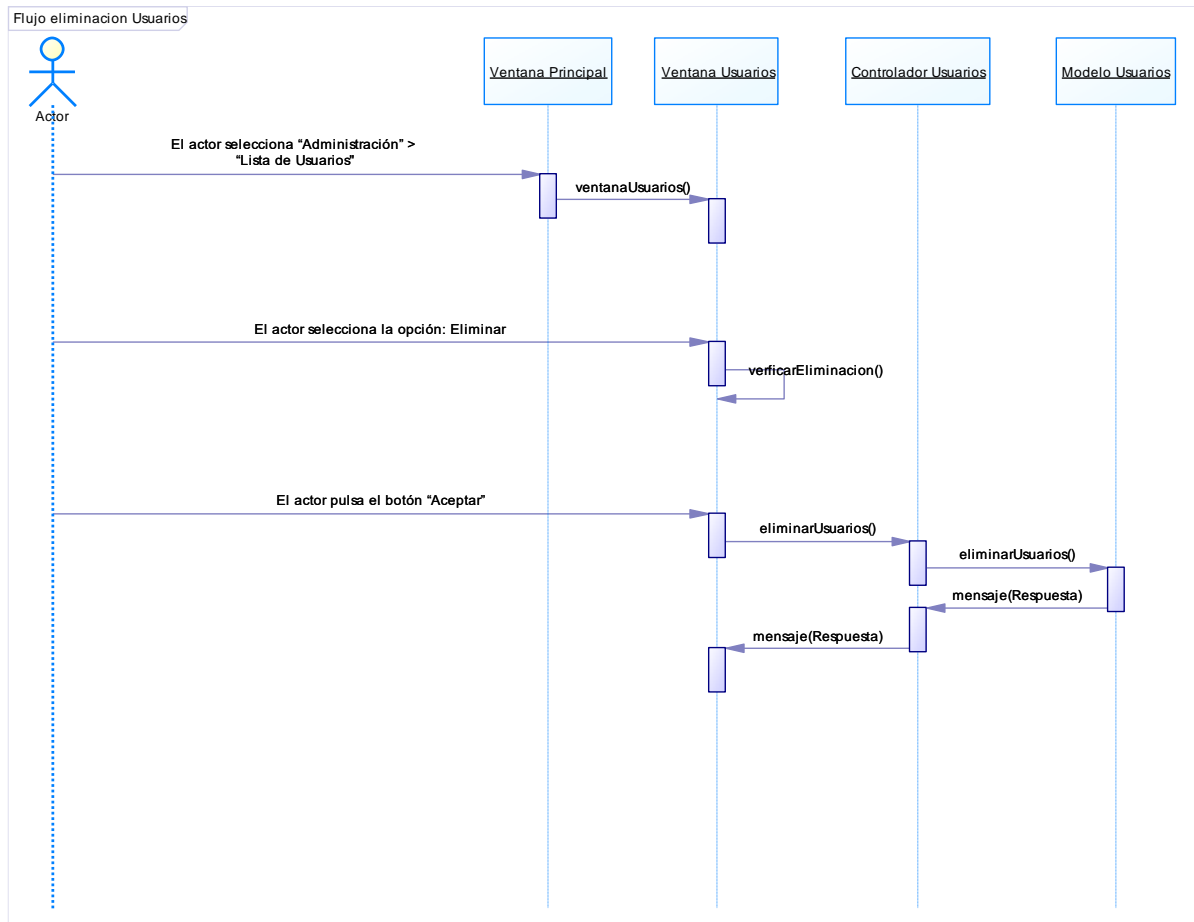 Flujo eliminacion Usuarios
Actor
Ventana Principal
Ventana Usuarios
Controlador Usuarios
Modelo Usuarios
El actor selecciona “Administración” >
“Lista de Usuarios"
ventanaUsuarios()
El actor selecciona la opción: Eliminar
verficarEliminacion()
El actor pulsa el botón “Aceptar”
eliminarUsuarios()
eliminarUsuarios()
mensaje(Respuesta)
mensaje(Respuesta)